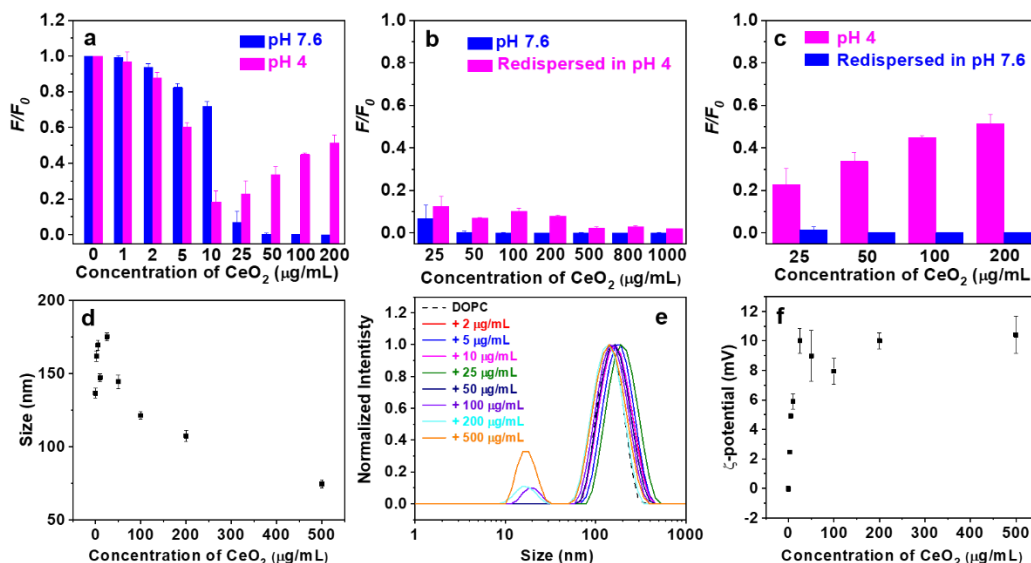 a
pH 7.6
pH 4
F/F0
1.2
1.0
0.8
0.6
0.4
0.2
0.0
0 1 2 5 10 25 50 100 200
Concentration of CeO2 (μg/mL)
b
pH 7.6
Redispersed in pH 4
F/F0
1.0
0.8
0.6
0.4
0.2
0.0
25 50 100 200 500 800 1000
Concentration of CeO2 (μg/mL)
c
pH 4
Redispersed in pH 7.6
F/F0
1.0
0.8
0.6
0.4
0.2
0.0
25 50 100 200
Concentration of CeO2 (μg/mL)
d
Size (nm)
200
150
100
50
0 100 200 300 400 500
Concentration of CeO2 (μg/mL)
e
DOPC
+ 2 μg/mL
+ 5 μg/mL
+ 10 μg/mL
+ 25 μg/mL
+ 50 μg/mL
+ 100 μg/mL
+ 200 μg/mL
+ 500 μg/mL
Normalized Intentisty
1.0
0.8
0.6
0.4
0.2
0.0
1 10 100 1000
Size (nm)
f
ζ-potential (mV)
12
10
8
6
4
2
0
-2
0 100 200 300 400 500
Concentration of CeO2 (μg/mL)